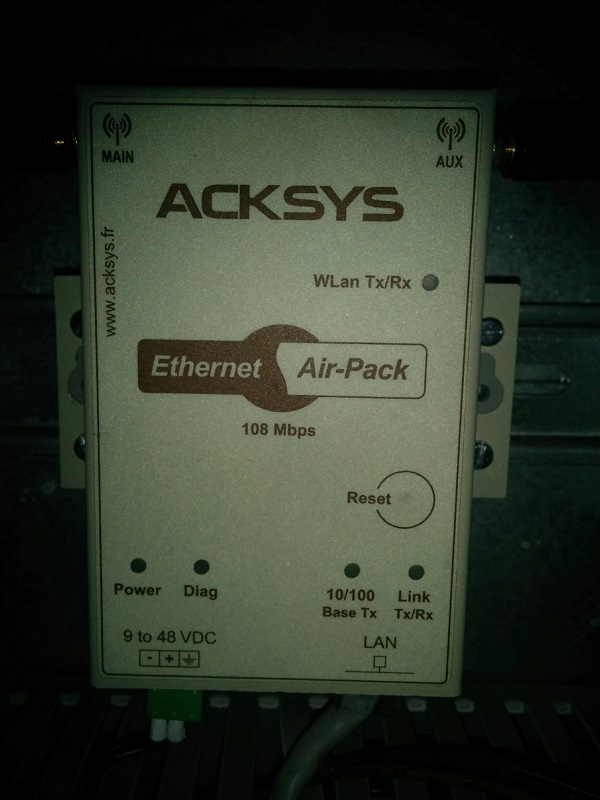 MAIN
AUX
ACKSYS
www.acksys.fr
WLan Tx/Rx
Ethernet Air-Pack
108 Mbps
Reset
Power
Diag
10/100
Base Tx
Link
Tx/Rx
9 to 48 VDC
- +
LAN